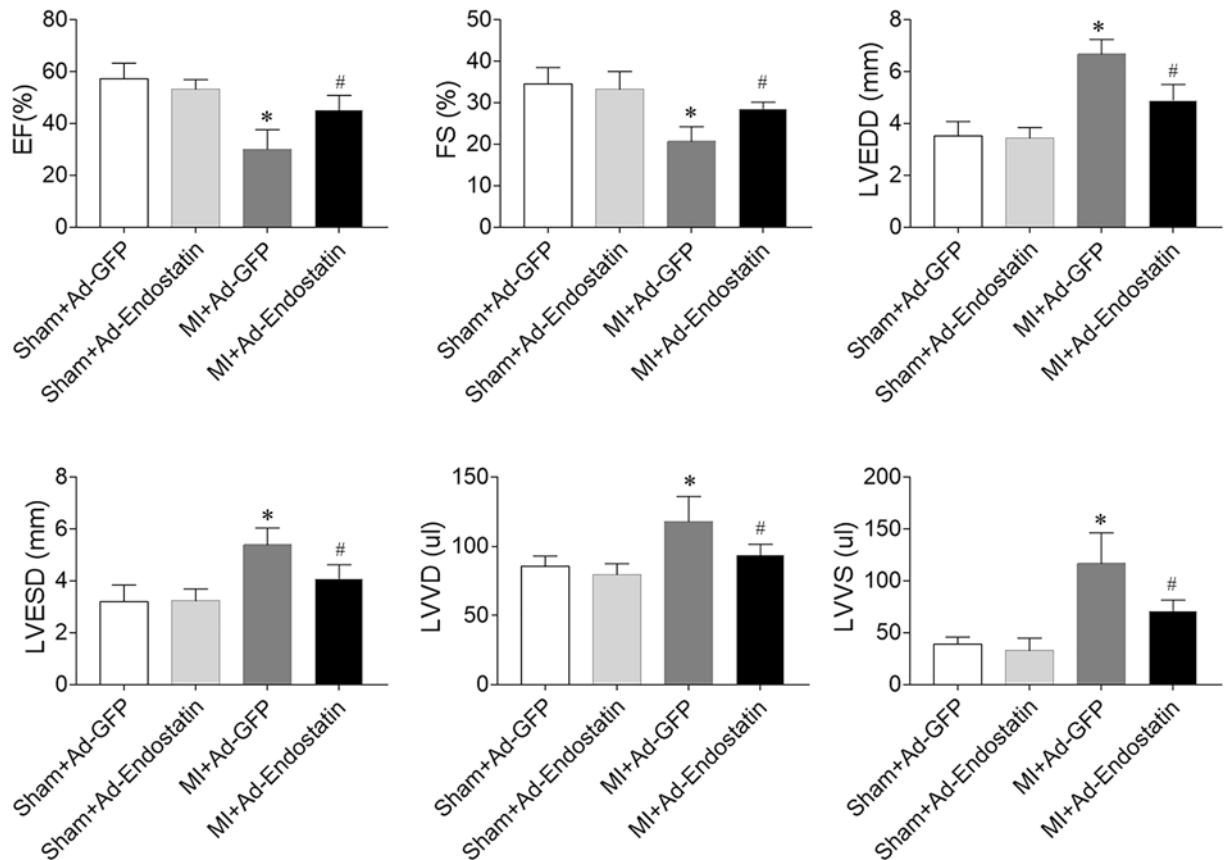 EF(%)
80
60
40
20
0
*
#
Sham+Ad-GFP
Sham+Ad-Endostatin
MI+Ad-GFP
MI+Ad-Endostatin
FS (%)
50
40
30
20
10
0
*
#
Sham+Ad-GFP
Sham+Ad-Endostatin
MI+Ad-GFP
MI+Ad-Endostatin
LVEDD (mm)
8
6
4
2
0
*
#
Sham+Ad-GFP
Sham+Ad-Endostatin
MI+Ad-GFP
MI+Ad-Endostatin
LVESD (mm)
8
6
4
2
0
*
#
Sham+Ad-GFP
Sham+Ad-Endostatin
MI+Ad-GFP
MI+Ad-Endostatin
LVVD (ul)
150
100
50
0
*
#
Sham+Ad-GFP
Sham+Ad-Endostatin
MI+Ad-GFP
MI+Ad-Endostatin
LVVS (ul)
200
150
100
50
0
*
#
Sham+Ad-GFP
Sham+Ad-Endostatin
MI+Ad-GFP
MI+Ad-Endostatin